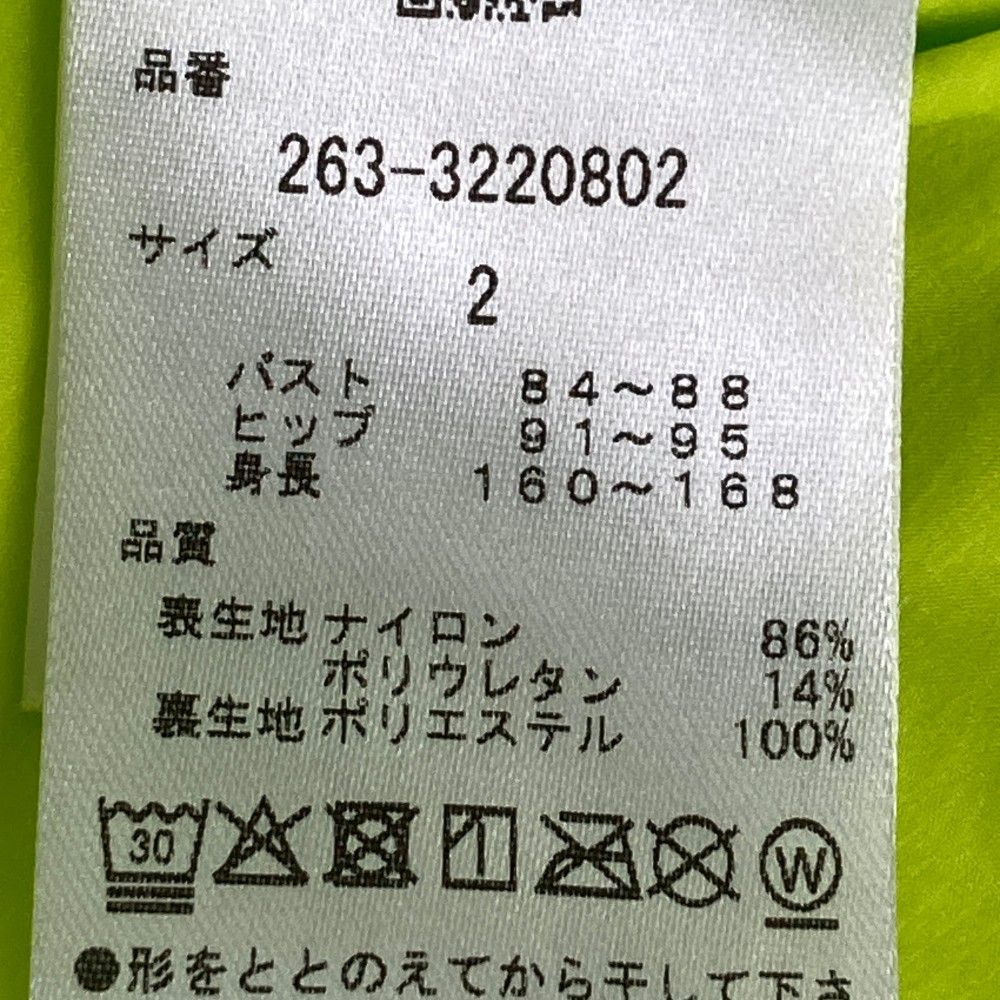 品番
263-3220802
サイズ
2
バスト 84～88
ヒップ 91～95
身長 160～168
品質
表生地 ナイロン 86%
ポリウレタン 14%
裏生地 ポリエステル 100%
30 W
●形をととのえてから干して下さ